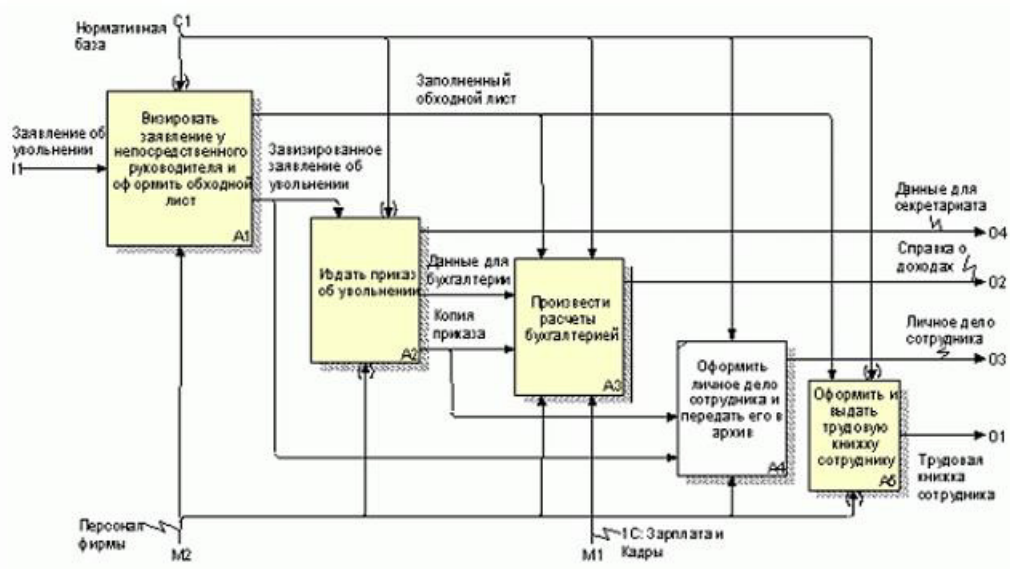 C1
Нормативная
база
Заполненный
обходной лист
Визировать
заявление у
непосредственного
руководителя и
оформить обходной
лист
A1
Заявление об
увольнении
I1
Завизированное
заявление об
увольнении
Данные для
секретариата
O4
Справка о
доходах
O2
Издать приказ
об увольнении
A2
Данные для
бухгалтерии
Копия
приказа
Произвести
расчеты
бухгалтерией
A3
Личное дело
сотрудника
O3
Оформить
личное дело
сотрудника и
передать его в
архив
A4
Оформить и
выдать
трудовую
книжку
сотруднику
A5
O1
Трудовая
книжка
сотрудника
Персонал
фирмы
M2
1С: Зарплата и
Кадры
M1